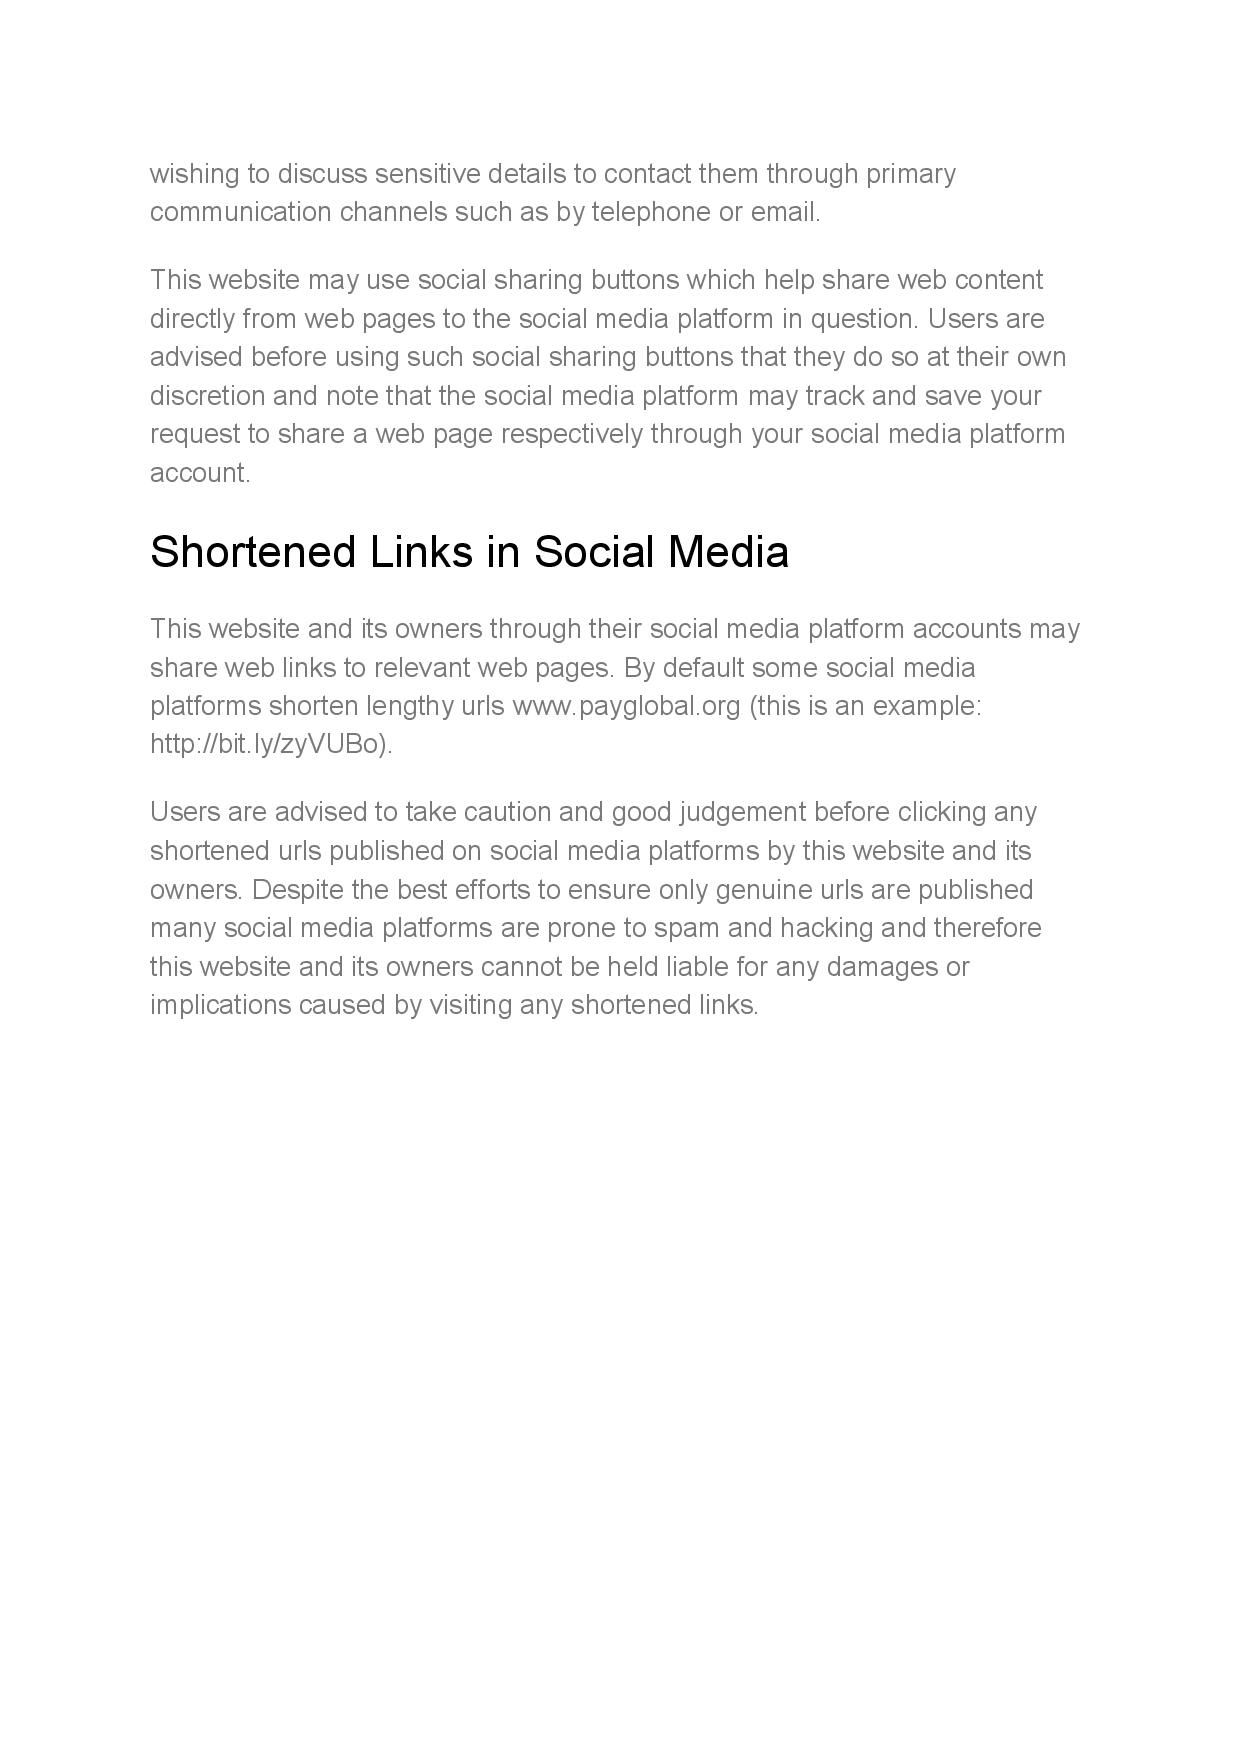 wishing to discuss sensitive details to contact them through primary
communication channels such as by telephone or email.
This website may use social sharing buttons which help share web content
directly from web pages to the social media platform in question. Users are
advised before using such social sharing buttons that they do so at their own
discretion and note that the social media platform may track and save your
request to share a web page respectively through your social media platform
account.
Shortened Links in Social Media
This website and its owners through their social media platform accounts may
share web links to relevant web pages. By default some social media
platforms shorten lengthy urls www.payglobal.org (this is an example:
http://bit.ly/zyVUBo).
Users are advised to take caution and good judgement before clicking any
shortened urls published on social media platforms by this website and its
owners. Despite the best efforts to ensure only genuine urls are published
many social media platforms are prone to spam and hacking and therefore
this website and its owners cannot be held liable for any damages or
implications caused by visiting any shortened links.